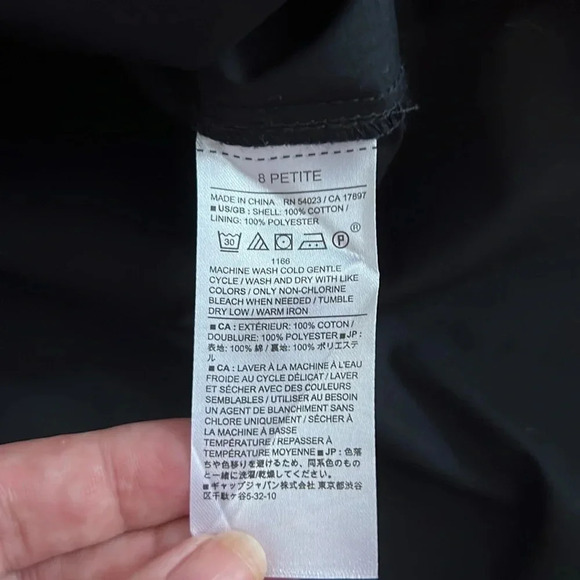 8 PETITE
MADE IN CHINA RN 54023 / CA 17897
■ US/GB : SHELL: 100% COTTON /
LINING: 100% POLYESTER
30 P ®
1166
MACHINE WASH COLD GENTLE
CYCLE / WASH AND DRY WITH LIKE
COLORS / ONLY NON-CHLORINE
BLEACH WHEN NEEDED / TUMBLE
DRY LOW / WARM IRON
■ CA : EXTÉRIEUR: 100% COTON /
DOUBLURE: 100% POLYESTER ■ JP :
表地: 100% 綿 / 裏地: 100% ポリエステ
ル
■ CA : LAVER À LA MACHINE À L'EAU
FROIDE AU CYCLE DÉLICAT / LAVER
ET SÉCHER AVEC DES COULEURS
SEMBLABLES / UTILISER AU BESOIN
UN AGENT DE BLANCHIMENT SANS
CHLORE UNIQUEMENT / SÉCHER À
LA MACHINE À BASSE
TEMPÉRATURE / REPASSER À
TEMPÉRATURE MOYENNE ■ JP : 色落
ちや色移りを避けるため、同系色のもの
と一緒に洗濯/乾燥してください。
■ ギャップジャパン株式会社 東京都渋谷
区千駄ヶ谷5-32-10